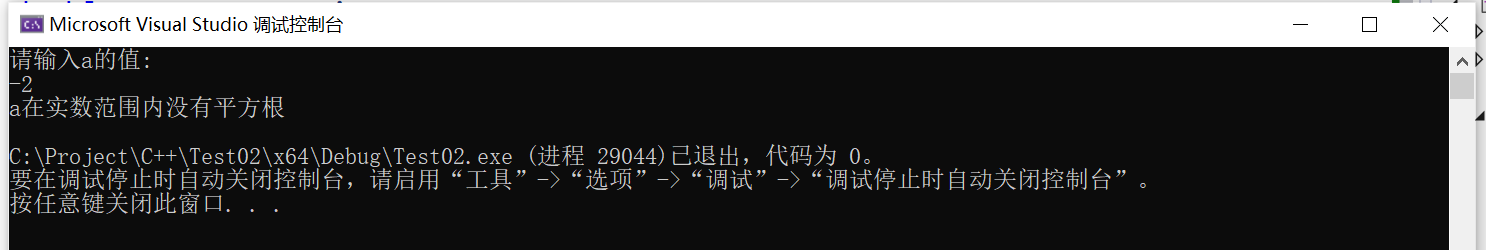 Microsoft Visual Studio 调试控制台
请输入a的值:
-2
a在实数范围内没有平方根
C:\Project\C++\Test02\x64\Debug\Test02.exe (进程 29044)已退出，代码为 0。
要在调试停止时自动关闭控制台，请启用“工具”->“选项”->“调试”->“调试停止时自动关闭控制台”。
按任意键关闭此窗口. . .